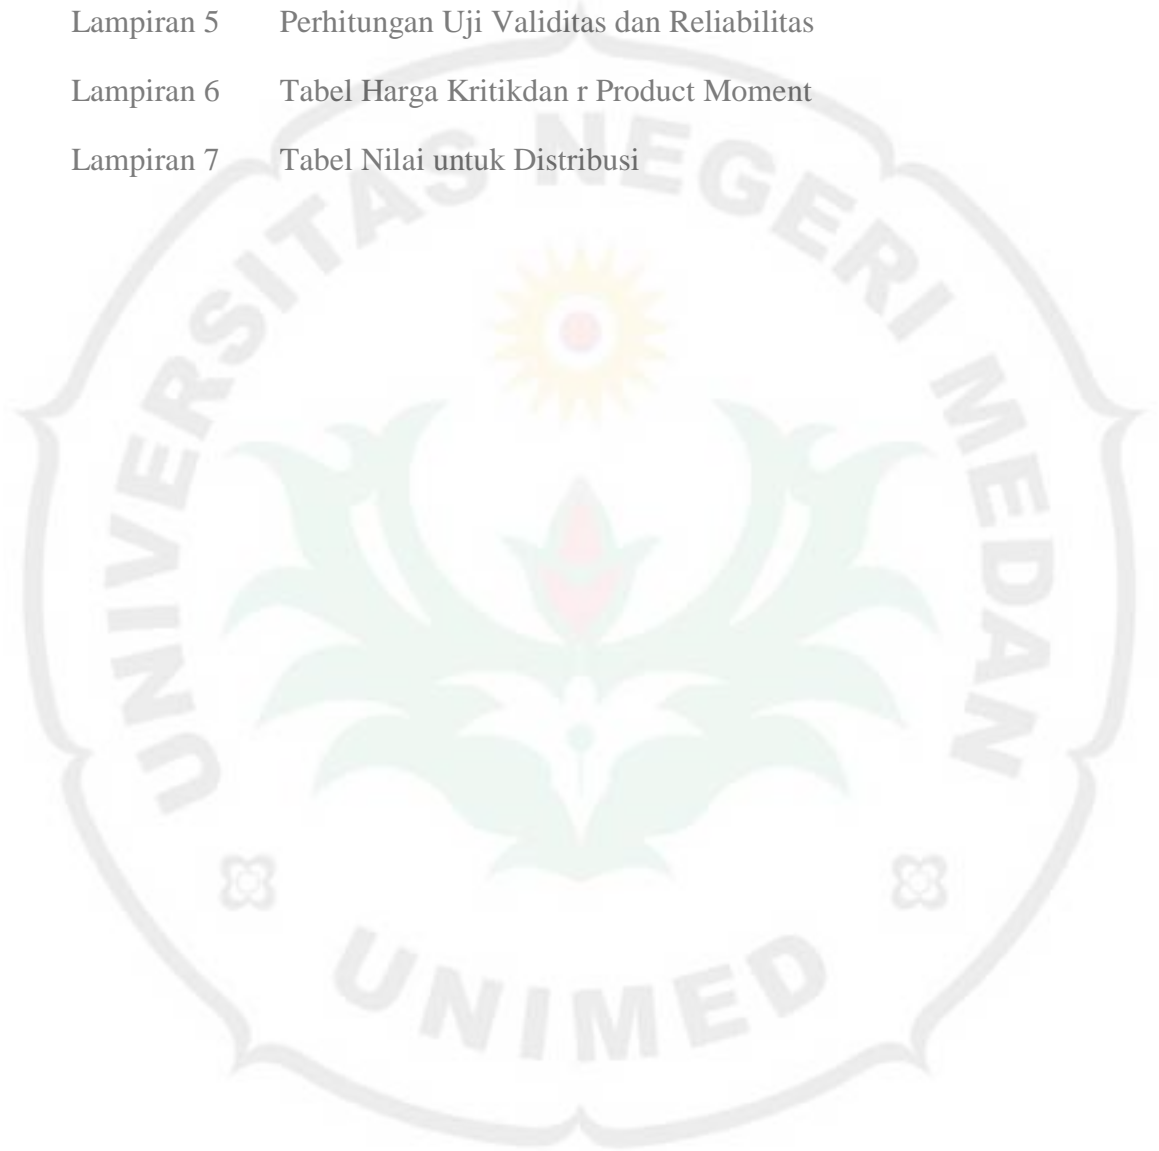 Lampiran 5 Perhitungan Uji Validitas dan Reliabilitas
Lampiran 6 Tabel Harga Kritikdan r Product Moment
Lampiran 7 Tabel Nilai untuk Distribusi
UNIVERSITAS NEGERI MEDAN
UNIMED